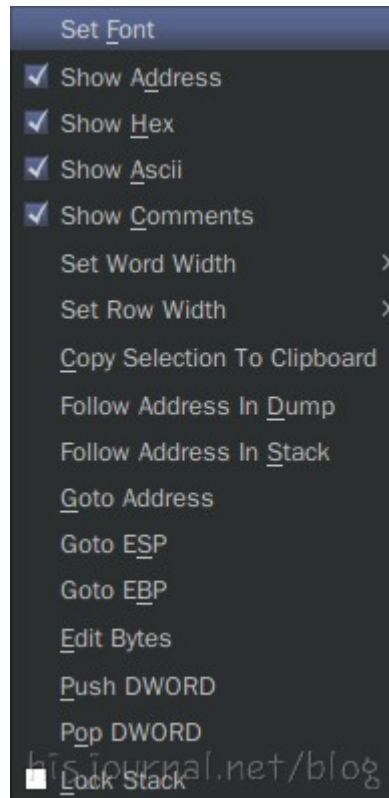 Set Font
Show Address
Show Hex
Show Ascii
Show Comments
Set Word Width
Set Row Width
Copy Selection To Clipboard
Follow Address In Dump
Follow Address In Stack
Goto Address
Goto ESP
Goto EBP
Edit Bytes
Push DWORD
Pop DWORD
Lock Stack
hisjournal.net/blog